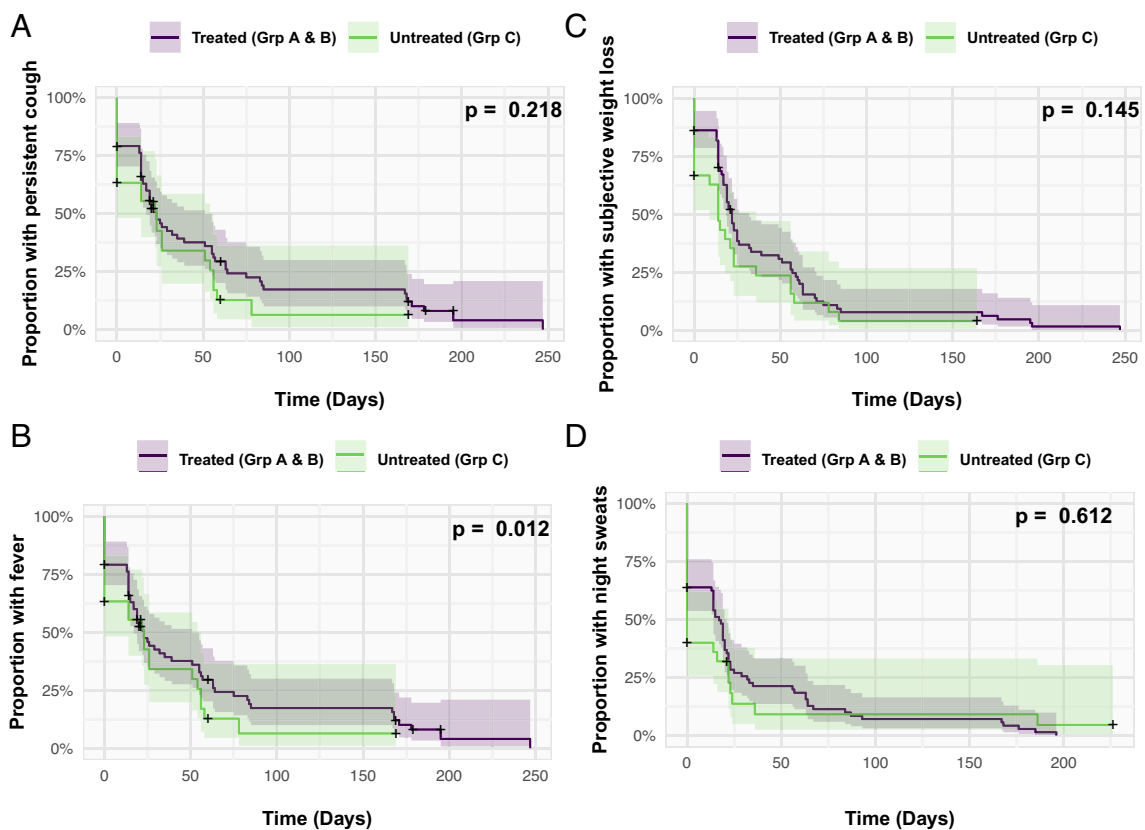 A
Treated (Grp A & B) Untreated (Grp C)
Proportion with persistent cough
100%
75%
50%
25%
0%
p = 0.218
0 50 100 150 200 250
Time (Days)
C
Treated (Grp A & B) Untreated (Grp C)
Proportion with subjective weight loss
100%
75%
50%
25%
0%
p = 0.145
0 50 100 150 200 250
Time (Days)
B
Treated (Grp A & B) Untreated (Grp C)
Proportion with fever
100%
75%
50%
25%
0%
p = 0.012
0 50 100 150 200 250
Time (Days)
D
Treated (Grp A & B) Untreated (Grp C)
Proportion with night sweats
100%
75%
50%
25%
0%
p = 0.612
0 50 100 150 200
Time (Days)